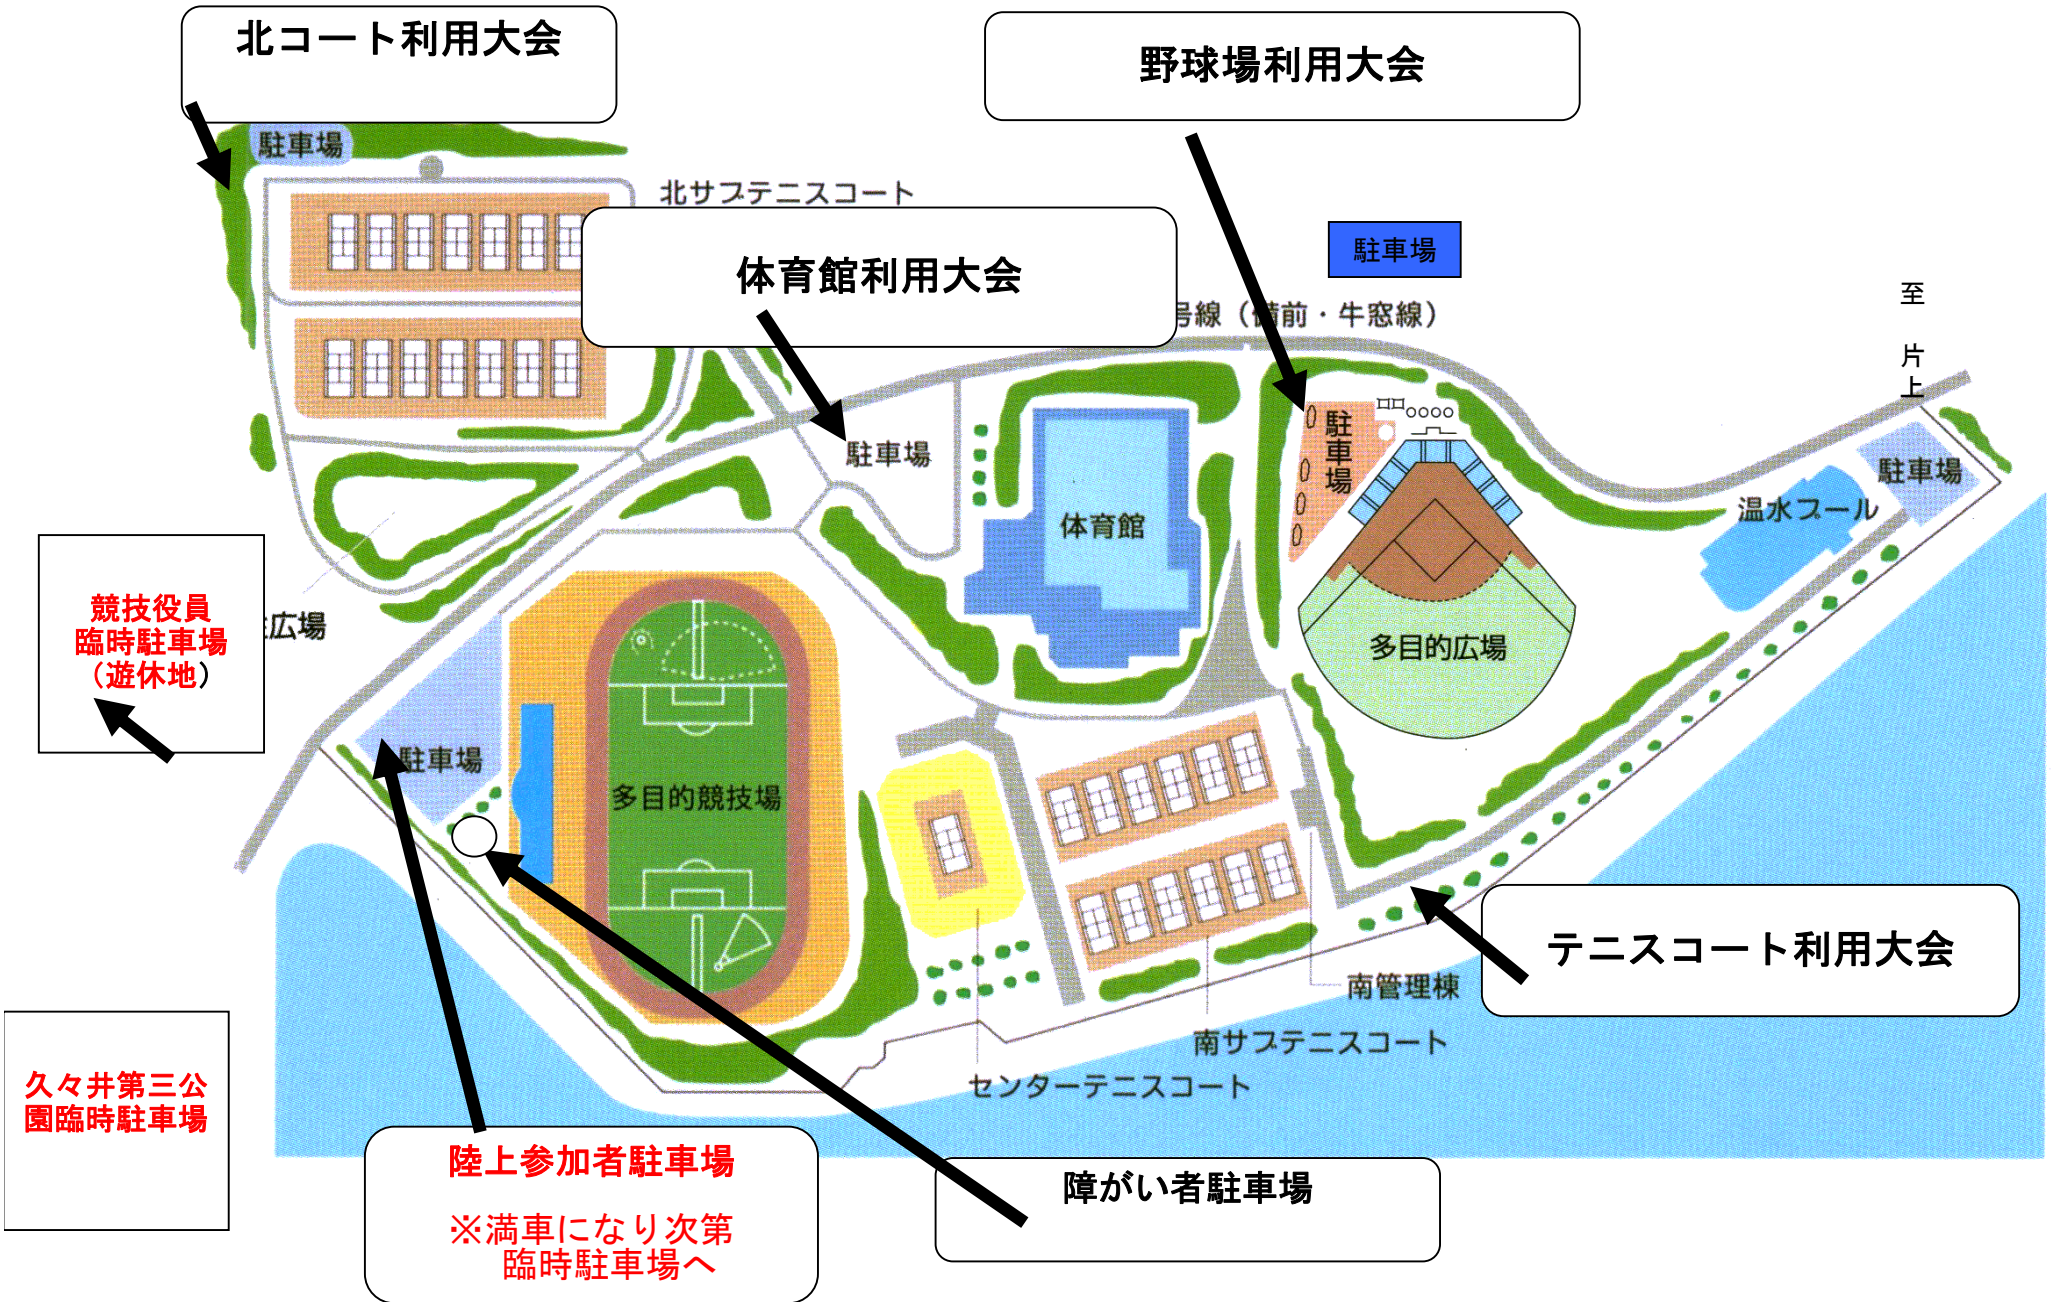 北コート利用大会
野球場利用大会
駐車場
北サブテニスコート
体育館利用大会
駐車場
号線（備前・牛窓線）
至
片
上
駐車場
駐車場
駐車場
温水プール
体育館
競技役員
臨時駐車場
（遊休地）
広場
多目的広場
駐車場
多目的競技場
テニスコート利用大会
南管理棟
南サブテニスコート
センターテニスコート
久々井第三公
園臨時駐車場
陸上参加者駐車場
※満車になり次第
臨時駐車場へ
障がい者駐車場